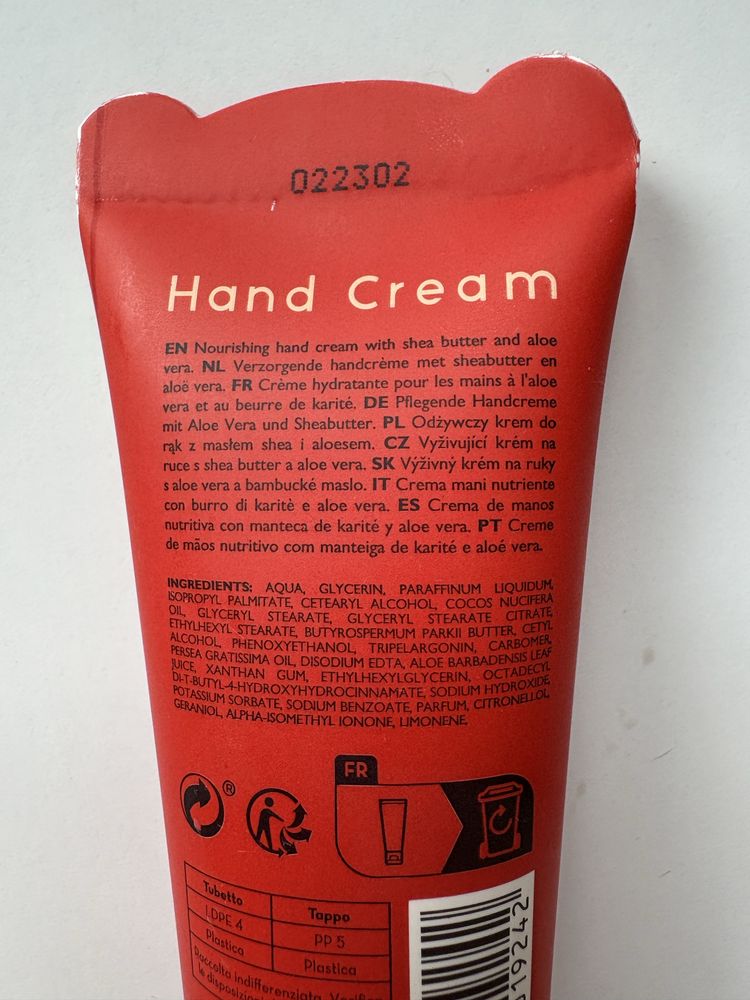 022302
Hand Cream
EN Nourishing hand cream with shea butter and aloe
vera. NL Verzorgende handcrème met sheabutter en
aloë vera. FR Crème hydratante pour les mains à l'aloe
vera et au beurre de karité. DE Pflegende Handcreme
mit Aloe Vera und Sheabutter. PL Odżywczy krem do
rąk z masłem shea i aloesem. CZ Vyživující krém na
ruce s shea butter a aloe vera. SK Výživný krém na ruky
s aloe vera a bambucké maslo. IT Crema mani nutriente
con burro di karitè e aloe vera. ES Crema de manos
nutritiva con manteca de karité y aloe vera. PT Creme
de mãos nutritivo com manteiga de karité e aloé vera.
INGREDIENTS: AQUA, GLYCERIN, PARAFFINUM LIQUIDUM,
ISOPROPYL PALMITATE, CETEARYL ALCOHOL, COCOS NUCIFERA
OIL, GLYCERYL STEARATE, GLYCERYL STEARATE CITRATE,
ETHYLHEXYL STEARATE, BUTYROSPERMUM PARKII BUTTER, CETYL
ALCOHOL, PHENOXYETHANOL, TRIPELARGONIN, CARBOMER,
PERSEA GRATISSIMA OIL, DISODIUM EDTA, ALOE BARBADENSIS LEAF
JUICE, XANTHAN GUM, ETHYLHEXYLGLYCERIN, OCTADECYL
DI-T-BUTYL-4-HYDROXYHYDROCINNAMATE, SODIUM HYDROXIDE,
POTASSIUM SORBATE, SODIUM BENZOATE, PARFUM, CITRONELLOL,
GERANIOL, ALPHA-ISOMETHYL IONONE, LIMONENE.
®
FR
Tubetto
LDPE 4
Plastica
Tappo
PP 5
Plastica
Raccolta indifferenziata. Verifica
le
19242